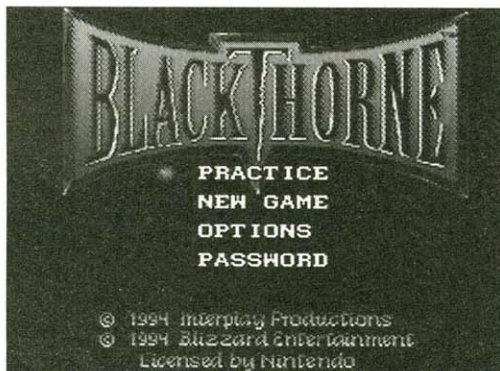 BLACKTHORNE
PRACTICE
NEW GAME
OPTIONS
PASSWORD
© 1994 Interplay Productions
© 1994 Blizzard Entertainment
Licensed by Nintendo